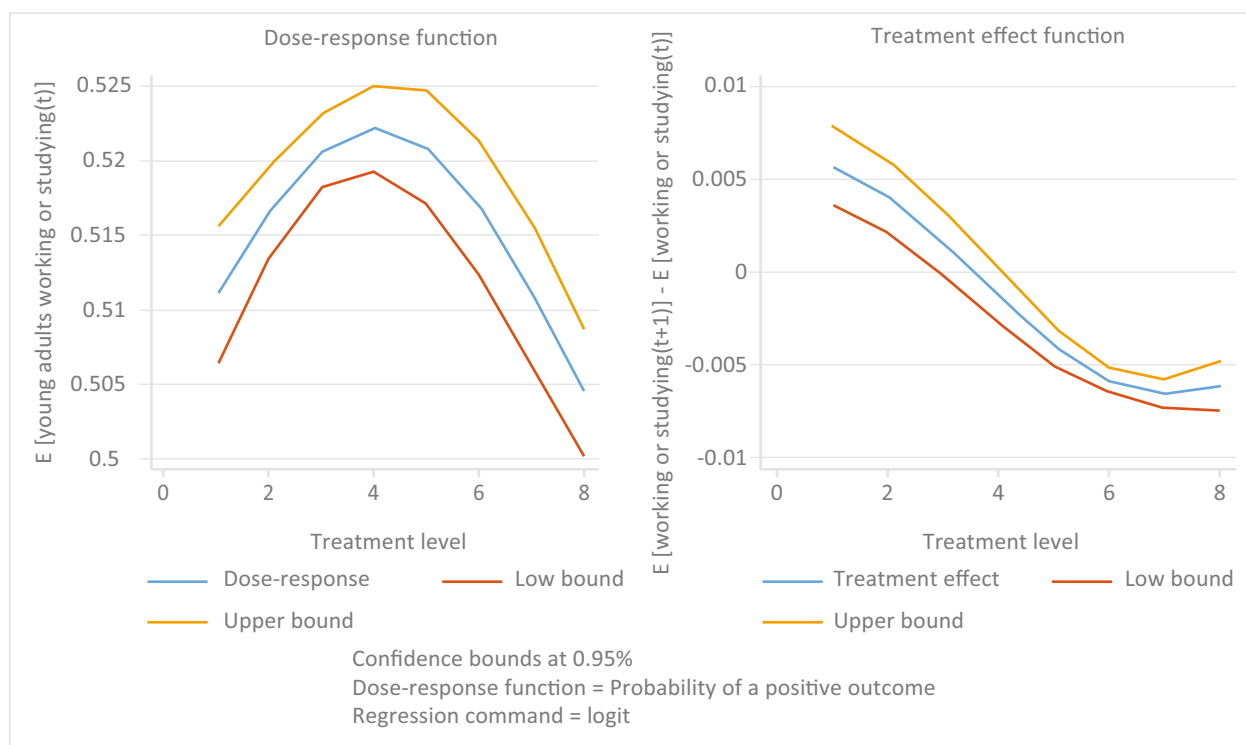 Dose-response function
E [young adults working or studying(t)]
0.525
0.52
0.515
0.51
0.505
0.5
0 2 4 6 8
Treatment level
Dose-response Low bound
Upper bound
Treatment effect function
E [working or studying(t+1)] - E [working or studying(t)]
0.01
0.005
0
-0.005
-0.01
0 2 4 6 8
Treatment level
Treatment effect Low bound
Upper bound
Confidence bounds at 0.95%
Dose-response function = Probability of a positive outcome
Regression command = logit